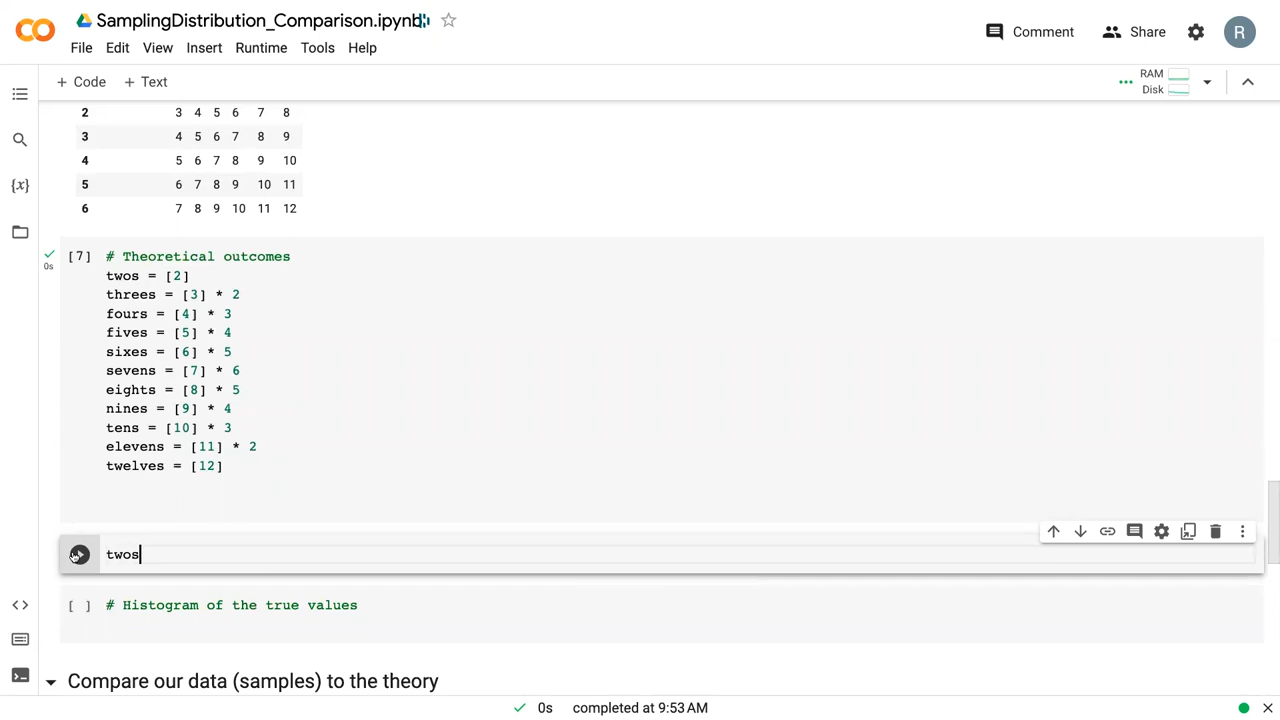 SamplingDistribution_Comparison.ipynb
File Edit View Insert Runtime Tools Help
Comment Share R
+ Code + Text
RAM
Disk
2 3 4 5 6 7 8
3 4 5 6 7 8 9
4 5 6 7 8 9 10
5 6 7 8 9 10 11
6 7 8 9 10 11 12
[7] # Theoretical outcomes
0s
twos = [2]
threes = [3] * 2
fours = [4] * 3
fives = [5] * 4
sixes = [6] * 5
sevens = [7] * 6
eights = [8] * 5
nines = [9] * 4
tens = [10] * 3
elevens = [11] * 2
twelves = [12]
twos
[ ] # Histogram of the true values
Compare our data (samples) to the theory
0s completed at 9:53 AM